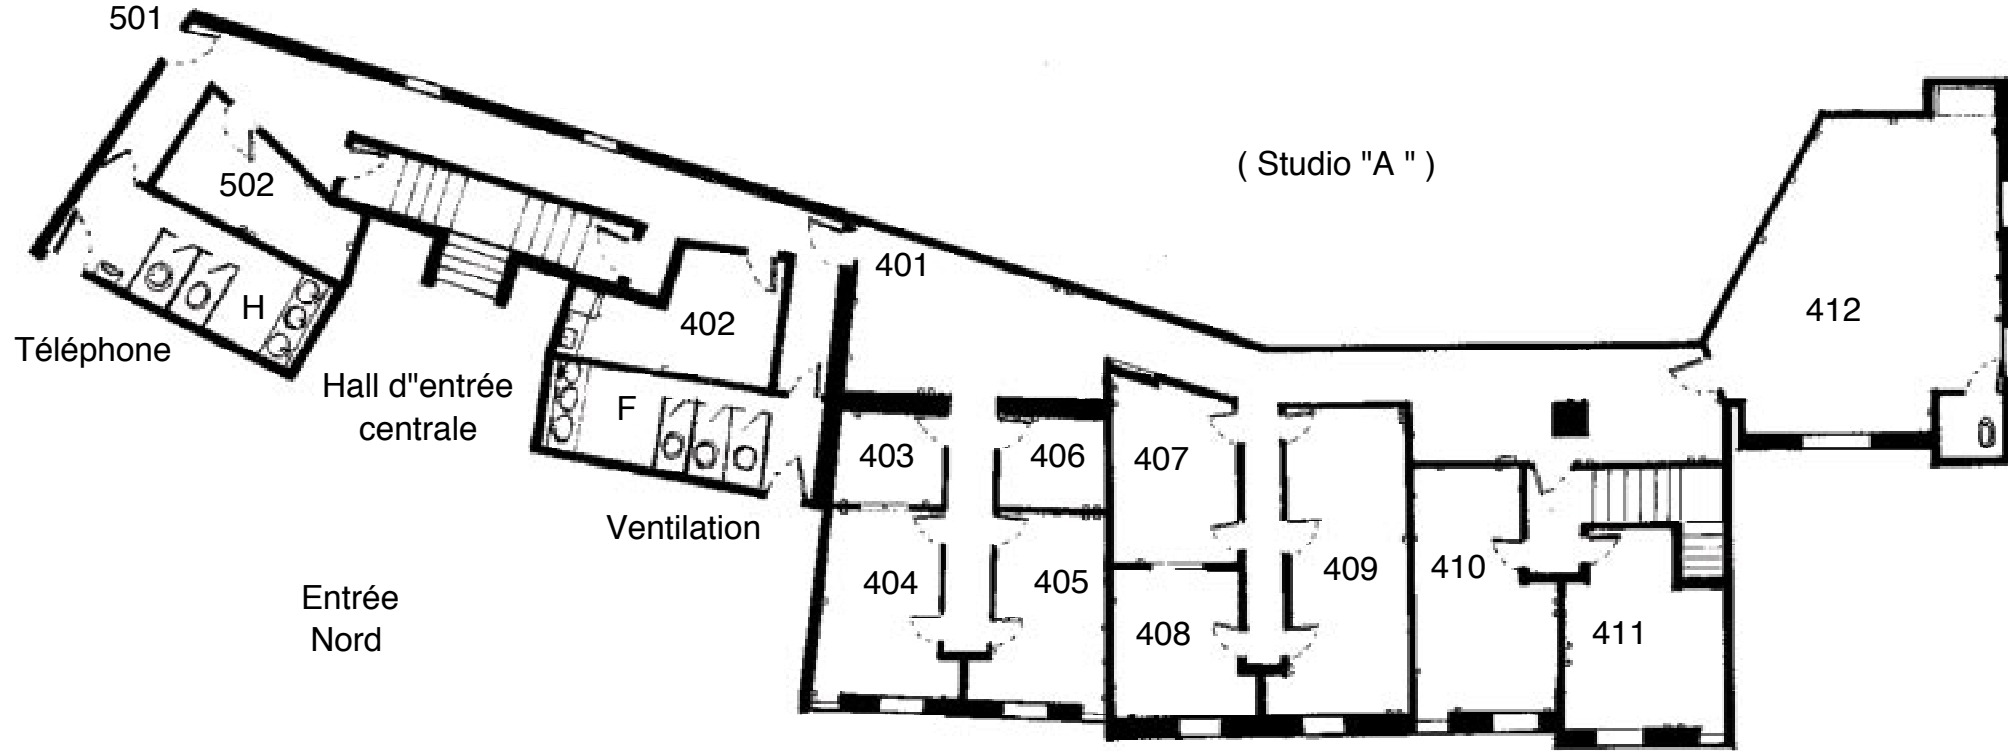 501
( Studio "A " )
502
401
412
H
402
Téléphone
Hall d"entrée
centrale
F
403
406
407
Ventilation
404
405
409
410
Entrée
Nord
408
411